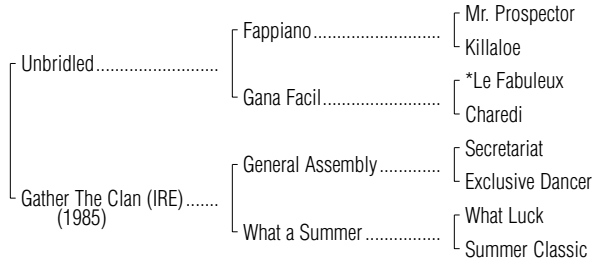 Mr. Prospector
Fappiano
Killaloe
Unbridled
*Le Fabuleux
Gana Facil
Charedi
Secretariat
General Assembly
Exclusive Dancer
Gather The Clan (IRE)
(1985)
What Luck
What a Summer
Summer Classic